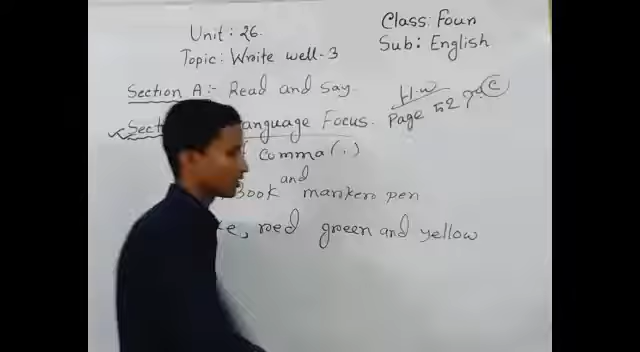 Unit: 26.
Topic: Write well-3
Class: Four
Sub: English
Section A:- Read and Say.
H.W
Page 52
C
Sect
anguage Focus.
Comma (,)
and
Book markers pen
red green and yellow